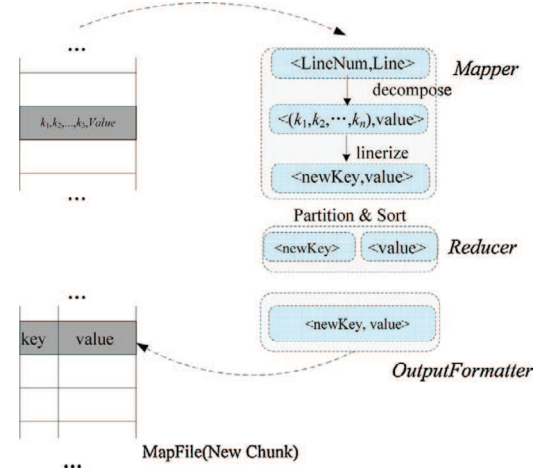 ...
<LineNum,Line>
Mapper
decompose
k₁,k₂,...,k₃,Value
<(k₁,k₂,⋯,kₙ),value>
linerize
<newKey,value>
...
Partition & Sort
<newKey>
<value>
Reducer
...
<newKey, value>
key
value
OutputFormatter
MapFile(New Chunk)
...